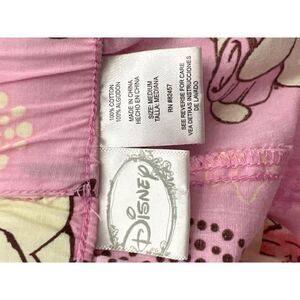 100% COTTON
100% ALGODON
MADE IN CHINA
HECHO EN CHINA
SIZE: MEDIUM
TALLA: MEDIANA
RN #82457
SEE REVERSE FOR CARE
VEA DETRAS INSTRUCCIONES
DE LAVADO
DISNEY